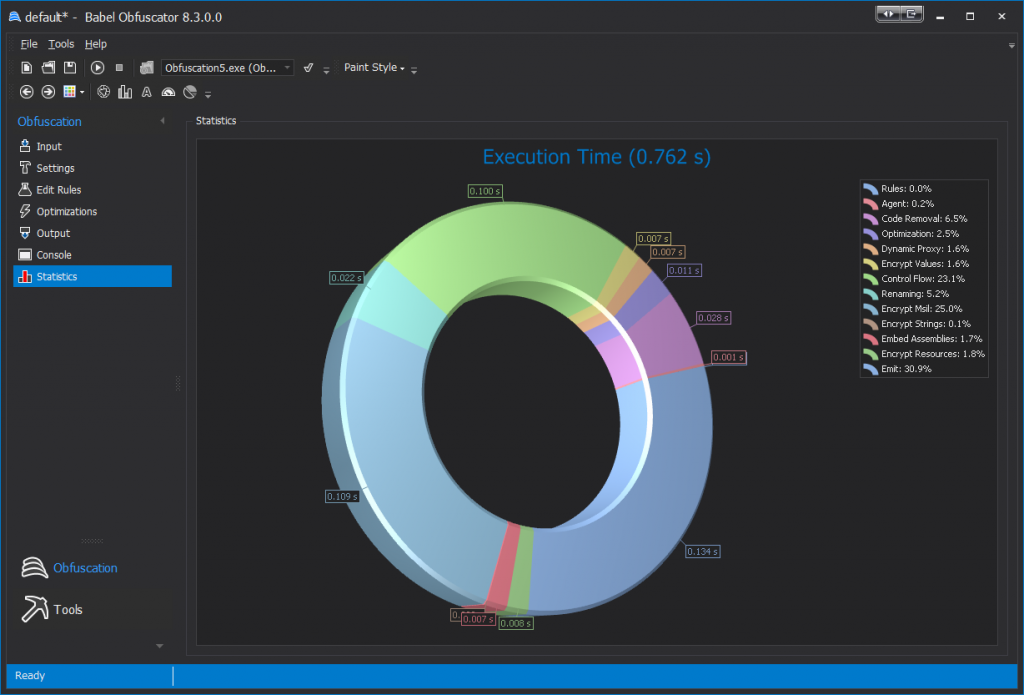 default* - Babel Obfuscator 8.3.0.0
File Tools Help
Obfuscation5.exe (Ob... Paint Style
A
Obfuscation
Input
Settings
Edit Rules
Optimizations
Output
Console
Statistics
Obfuscation
Tools
Statistics
Execution Time (0.762 s)
0.100 s
0.007 s
0.007 s
0.011 s
0.022 s
0.028 s
0.001 s
0.109 s
0.134 s
0.007 s
0.008 s
Rules: 0.0%
Agent: 0.2%
Code Removal: 6.5%
Optimization: 2.5%
Dynamic Proxy: 1.6%
Encrypt Values: 1.6%
Control Flow: 23.1%
Renaming: 5.2%
Encrypt Msil: 25.0%
Encrypt Strings: 0.1%
Embed Assemblies: 1.7%
Encrypt Resources: 1.8%
Emit: 30.9%
Ready